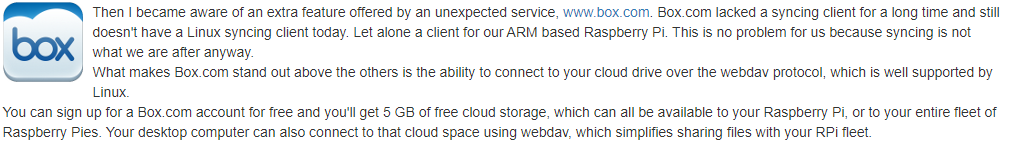 box
Then I became aware of an extra feature offered by an unexpected service, www.box.com. Box.com lacked a syncing client for a long time and still
doesn't have a Linux syncing client today. Let alone a client for our ARM based Raspberry Pi. This is no problem for us because syncing is not
what we are after anyway.
What makes Box.com stand out above the others is the ability to connect to your cloud drive over the webdav protocol, which is well supported by
Linux.
You can sign up for a Box.com account for free and you'll get 5 GB of free cloud storage, which can all be available to your Raspberry Pi, or to your entire fleet of
Raspberry Pies. Your desktop computer can also connect to that cloud space using webdav, which simplifies sharing files with your RPi fleet.